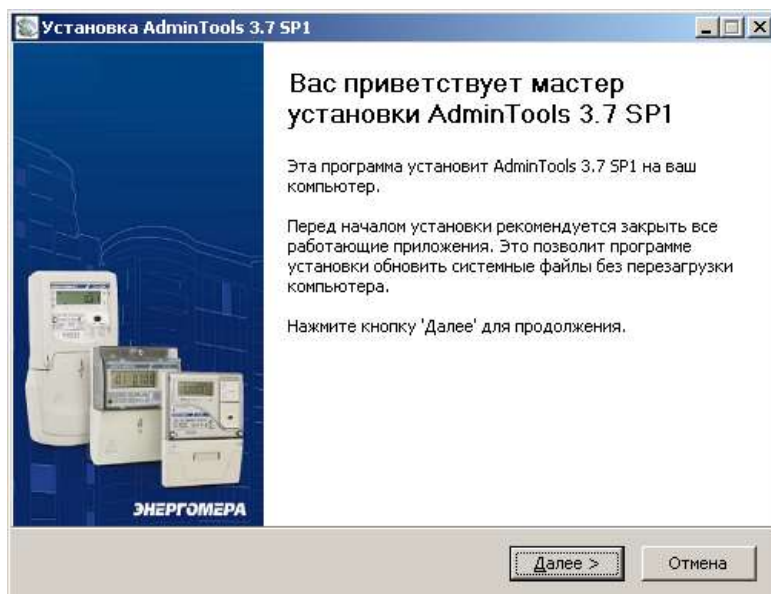 Установка AdminTools 3.7 SP1
Вас приветствует мастер
установки AdminTools 3.7 SP1
Эта программа установит AdminTools 3.7 SP1 на ваш
компьютер.
Перед началом установки рекомендуется закрыть все
работающие приложения. Это позволит программе
установки обновить системные файлы без перезагрузки
компьютера.
Нажмите кнопку 'Далее' для продолжения.
ЭНЕРГОМЕРА
Далее >
Отмена